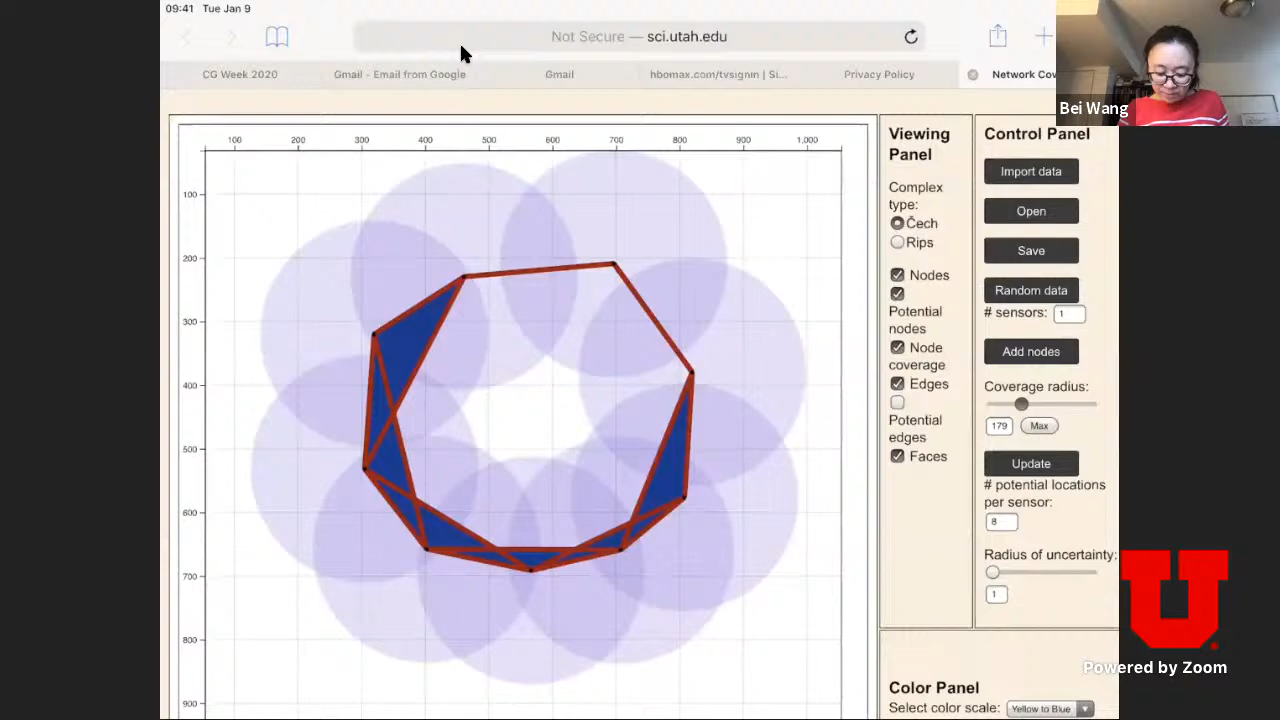 09:41 Tue Jan 9
Not Secure — sci.utah.edu
CG Week 2020
Gmail - Email from Google
Gmail
hbomax.com/tvsignin | Si...
Privacy Policy
Network Cov
Bei Wang
100 200 300 400 500 600 700 800 900 1,000
100
200
300
400
500
600
700
800
900
Viewing
Panel
Complex
type:
Čech
Rips
Nodes
Potential
nodes
Node
coverage
Edges
Potential
edges
Faces
Control Panel
Import data
Open
Save
Random data
# sensors: 1
Add nodes
Coverage radius:
179 Max
Update
# potential locations
per sensor:
8
Radius of uncertainty:
1
Color Panel
Select color scale: Yellow to Blue
U
Powered by Zoom